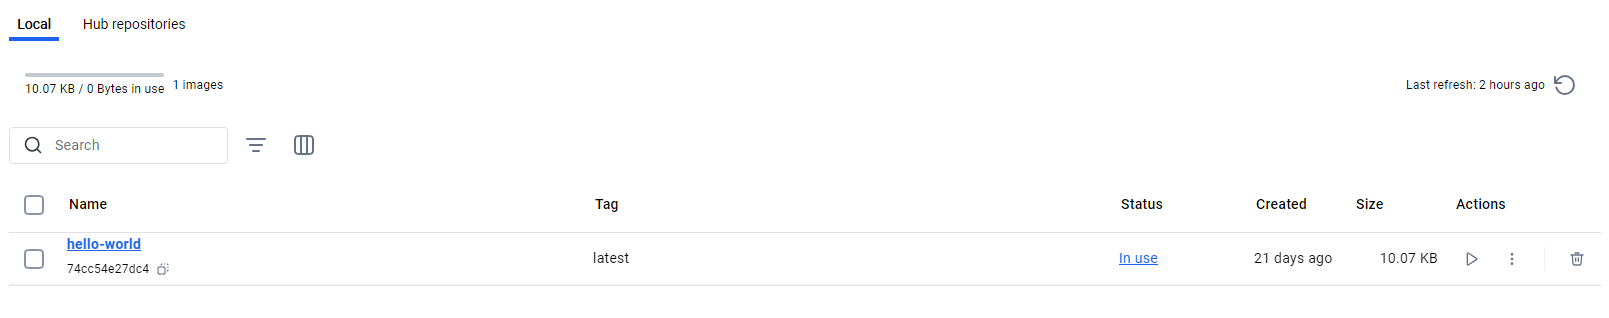 Local Hub repositories
10.07 KB / 0 Bytes in use 1 images Last refresh: 2 hours ago
Search
Name Tag Status Created Size Actions
hello-world
74cc54e27dc4 latest In use 21 days ago 10.07 KB